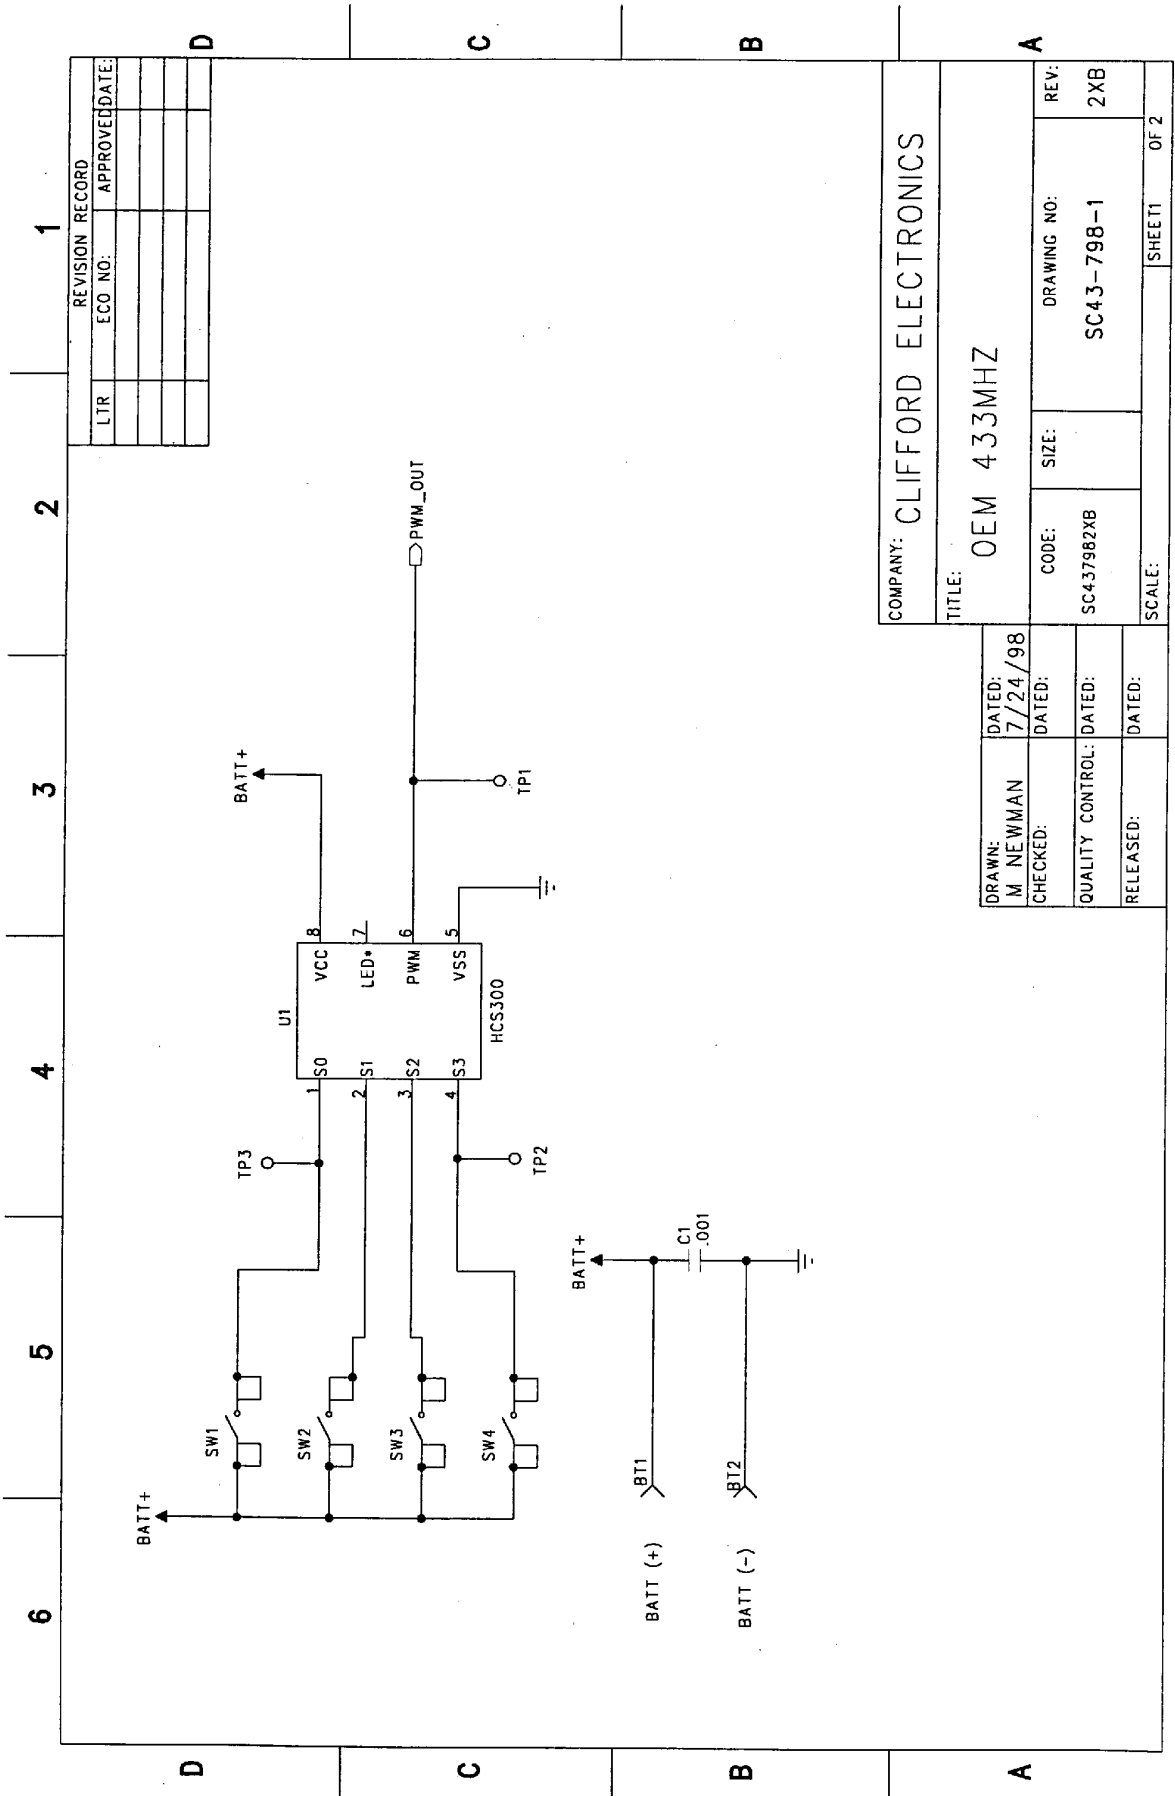 6
5
4
3
2
1
D
C
B
A
D
C
B
A
REVISION RECORD
LTR
ECO NO:
APPROVED
DATE:
BATT+
SW1
SW2
SW3
SW4
TP3
TP2
U1
1
S0
2
S1
3
S2
4
S3
VCC
8
LED*
7
PWM
6
VSS
5
HCS300
BATT+
TP1
PWM_OUT
BATT+
BATT (+)
BT1
C1
.001
BATT (-)
BT2
COMPANY: CLIFFORD ELECTRONICS
TITLE:
OEM 433MHZ
DRAWN:
M NEWMAN
DATED:
7/24/98
CHECKED:
DATED:
QUALITY CONTROL:
DATED:
RELEASED:
DATED:
CODE:
SC437982XB
SIZE:
DRAWING NO:
SC43-798-1
REV:
2XB
SCALE:
SHEET1
OF 2